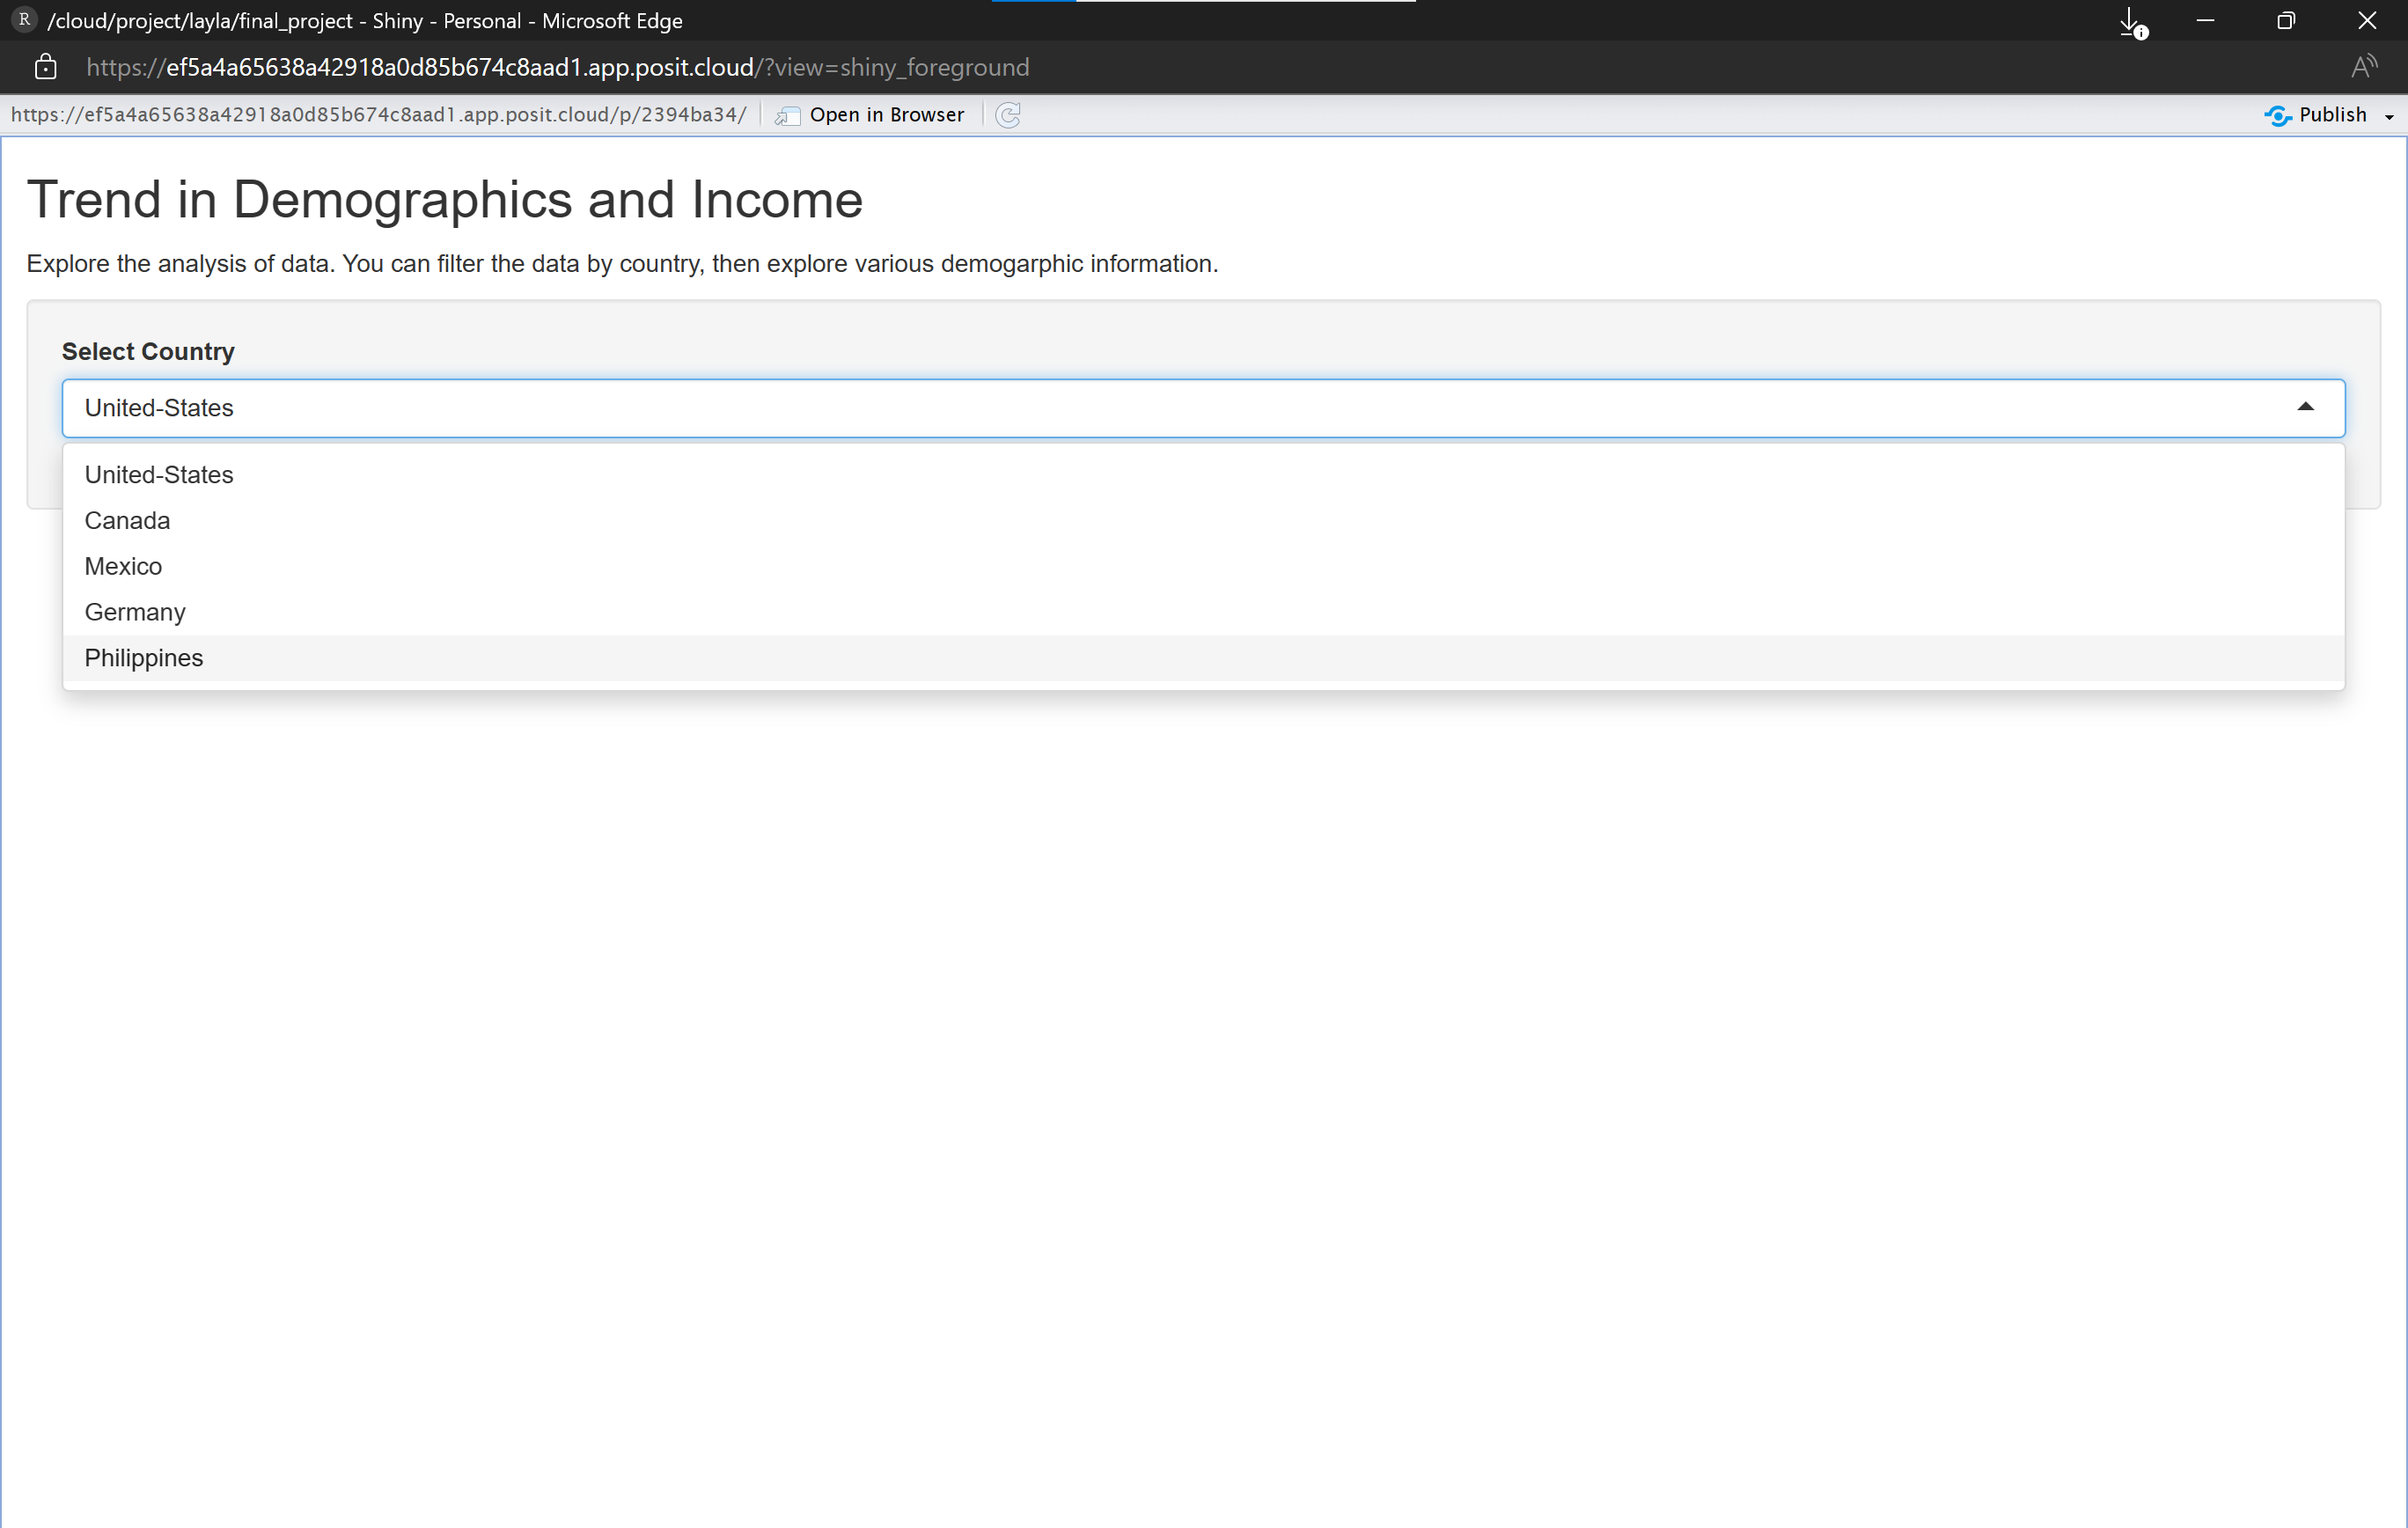 R /cloud/project/layla/final_project - Shiny - Personal - Microsoft Edge
https://ef5a4a65638a42918a0d85b674c8aad1.app.posit.cloud/?view=shiny_foreground
https://ef5a4a65638a42918a0d85b674c8aad1.app.posit.cloud/p/2394ba34/ Open in Browser Publish
Trend in Demographics and Income
Explore the analysis of data. You can filter the data by country, then explore various demogarphic information.
Select Country
United-States
United-States
Canada
Mexico
Germany
Philippines